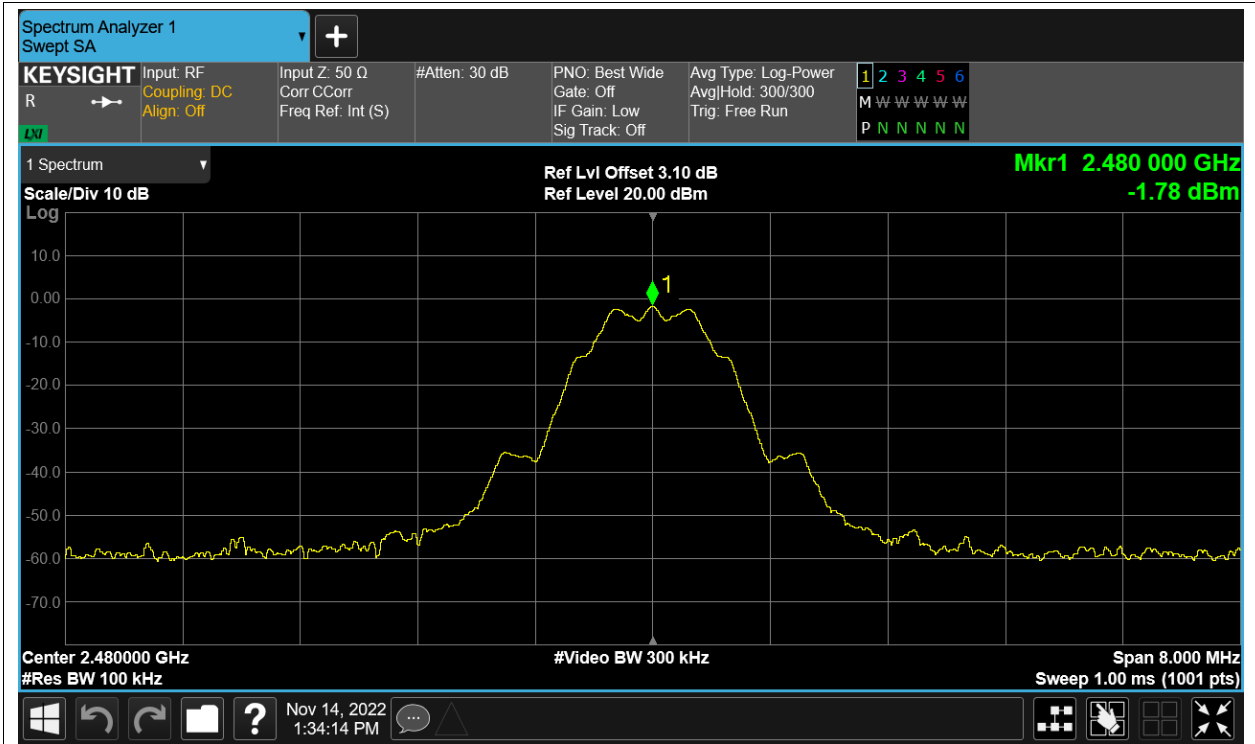 Spectrum Analyzer 1
Swept SA
KEYSIGHT
R
LXI
Input: RF
Coupling: DC
Align: Off
Input Z: 50 Ω
Corr CCorr
Freq Ref: Int (S)
#Atten: 30 dB
PNO: Best Wide
Gate: Off
IF Gain: Low
Sig Track: Off
Avg Type: Log-Power
Avg|Hold: 300/300
Trig: Free Run
1 2 3 4 5 6
M W W W W W W
P N N N N N
1 Spectrum
Scale/Div 10 dB
Ref Lvl Offset 3.10 dB
Ref Level 20.00 dBm
Mkr1 2.480 000 GHz
-1.78 dBm
Log
10.0
0.00
-10.0
-20.0
-30.0
-40.0
-50.0
-60.0
-70.0
1
Center 2.480000 GHz
#Res BW 100 kHz
#Video BW 300 kHz
Span 8.000 MHz
Sweep 1.00 ms (1001 pts)
?
Nov 14, 2022
1:34:14 PM